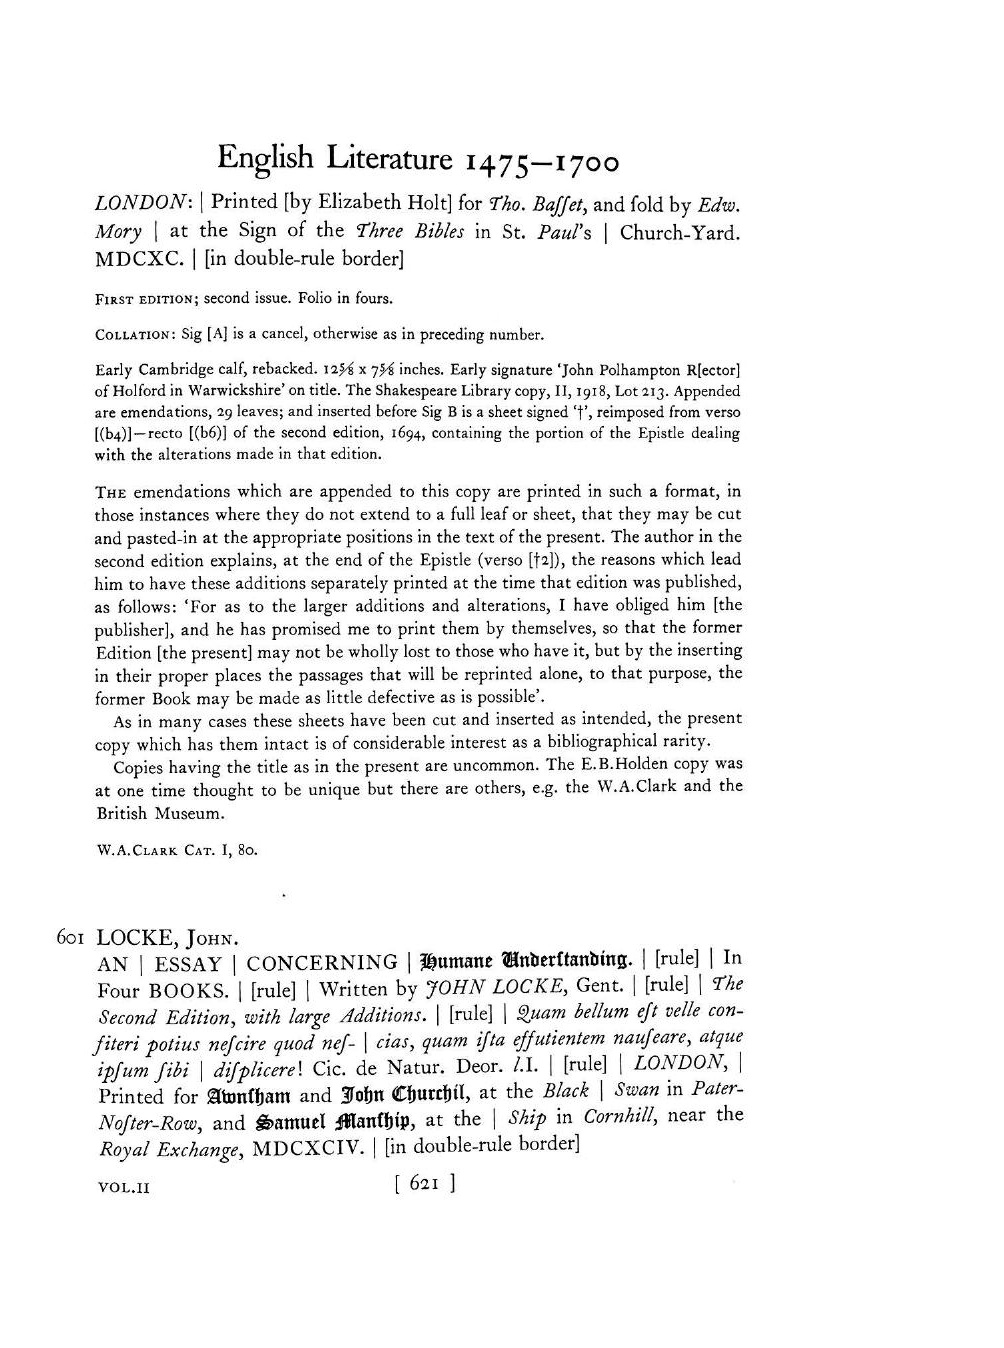 English Literature 1475–1700
LONDON: | Printed [by Elizabeth Holt] for Tho. Baſſet, and ſold by Edw.
Mory | at the Sign of the Three Bibles in St. Paul's | Church-Yard.
MDCXC. | [in double-rule border]
First edition; second issue. Folio in fours.
Collation: Sig [A] is a cancel, otherwise as in preceding number.
Early Cambridge calf, rebacked. 12⅝ x 7⅝ inches. Early signature 'John Polhampton R[ector]
of Holford in Warwickshire' on title. The Shakespeare Library copy, II, 1918, Lot 213. Appended
are emendations, 29 leaves; and inserted before Sig B is a sheet signed '†', reimposed from verso
[(b4)]—recto [(b6)] of the second edition, 1694, containing the portion of the Epistle dealing
with the alterations made in that edition.
The emendations which are appended to this copy are printed in such a format, in
those instances where they do not extend to a full leaf or sheet, that they may be cut
and pasted-in at the appropriate positions in the text of the present. The author in the
second edition explains, at the end of the Epistle (verso [†2]), the reasons which lead
him to have these additions separately printed at the time that edition was published,
as follows: 'For as to the larger additions and alterations, I have obliged him [the
publisher], and he has promised me to print them by themselves, so that the former
Edition [the present] may not be wholly lost to those who have it, but by the inserting
in their proper places the passages that will be reprinted alone, to that purpose, the
former Book may be made as little defective as is possible'.
As in many cases these sheets have been cut and inserted as intended, the present
copy which has them intact is of considerable interest as a bibliographical rarity.
Copies having the title as in the present are uncommon. The E.B.Holden copy was
at one time thought to be unique but there are others, e.g. the W.A.Clark and the
British Museum.
W.A.Clark Cat. I, 80.
601 LOCKE, John.
AN | ESSAY | CONCERNING | Humane Underſtanding. | [rule] | In
Four BOOKS. | [rule] | Written by JOHN LOCKE, Gent. | [rule] | The
Second Edition, with large Additions. | [rule] | Quam bellum eſt velle con-
fiteri potius neſcire quod neſ- | cias, quam iſta effutientem nauſeare, atque
ipſum ſibi | diſplicere! Cic. de Natur. Deor. l.I. | [rule] | LONDON, |
Printed for Awnſham and John Churchil, at the Black | Swan in Pater-
Noſter-Row, and Samuel Manſhip, at the | Ship in Cornhill, near the
Royal Exchange, MDCXCIV. | [in double-rule border]
VOL.II [ 621 ]